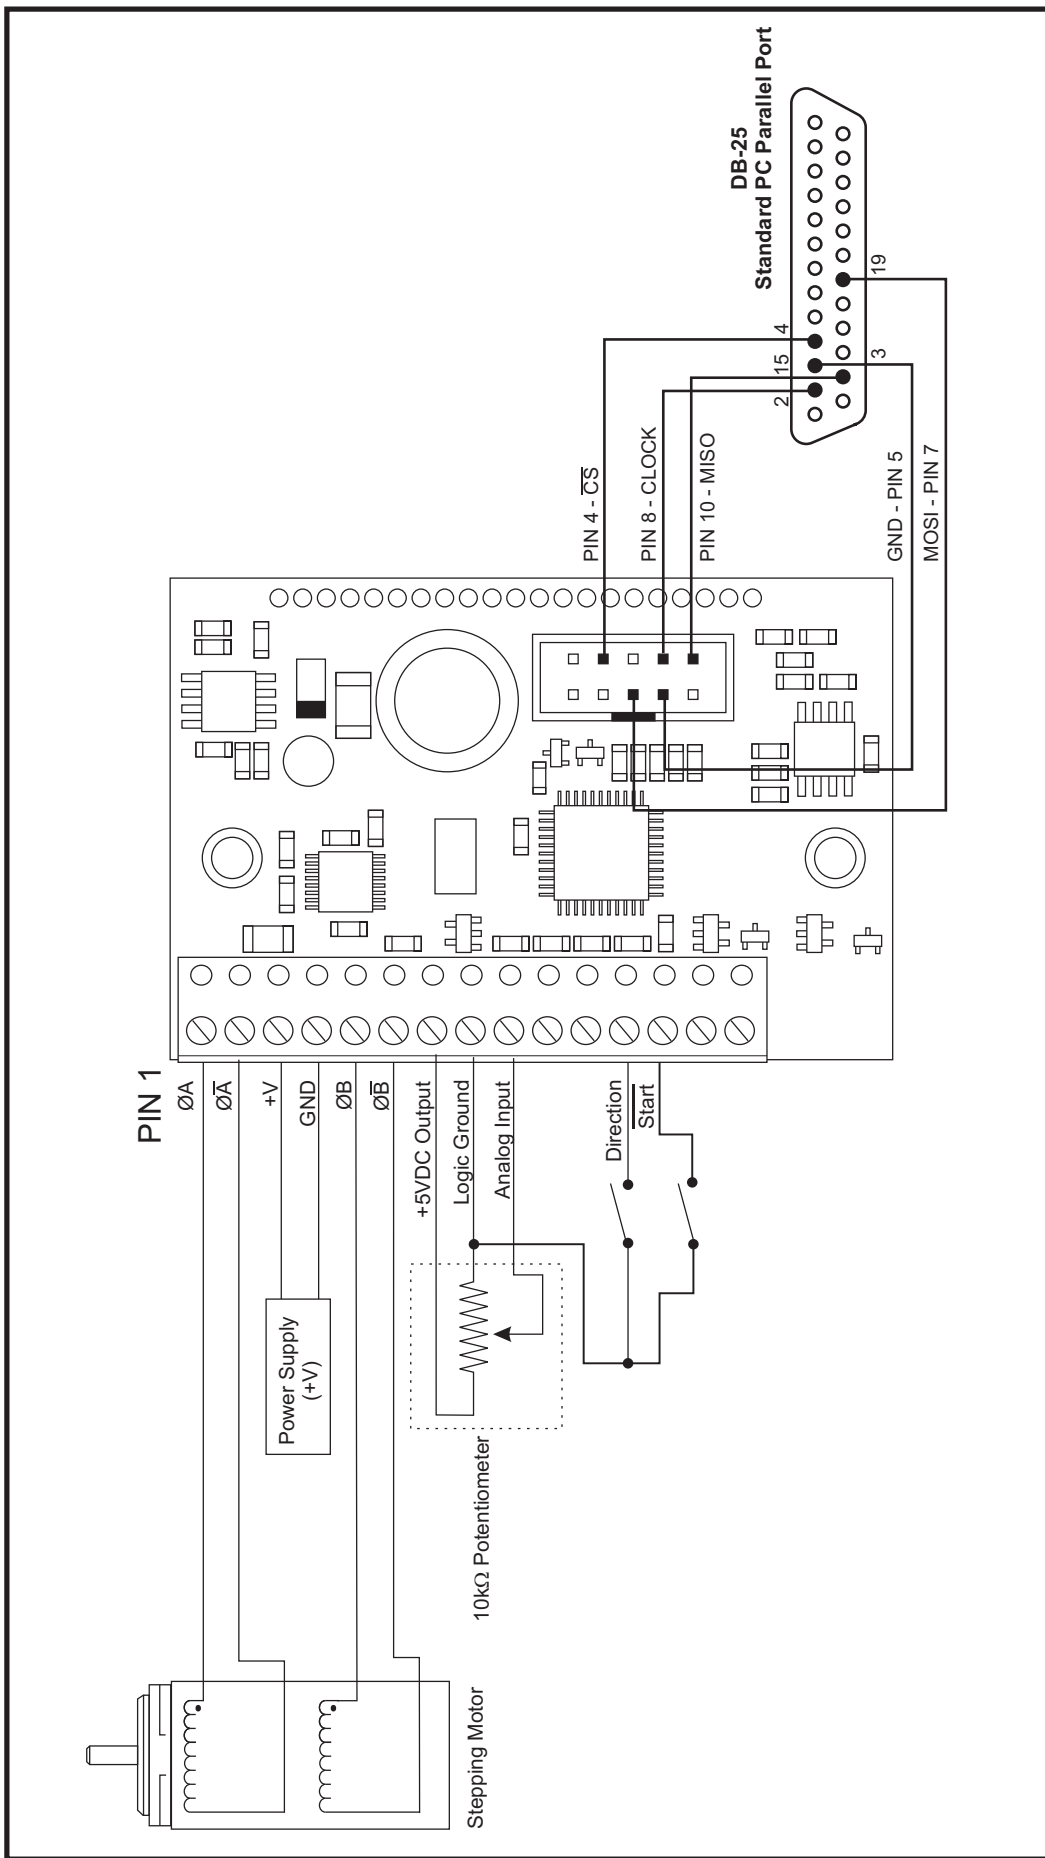 DB-25
Standard PC Parallel Port
2
15
4
3
19
PIN 4 - C̅S̅
PIN 8 - CLOCK
PIN 10 - MISO
GND - PIN 5
MOSI - PIN 7
PIN 1
ØA
ØA̅
+V
GND
ØB
ØB̅
+5VDC Output
Logic Ground
Analog Input
Direction
S̅t̅a̅r̅t̅
Power Supply
(+V)
10kΩ Potentiometer
Stepping Motor